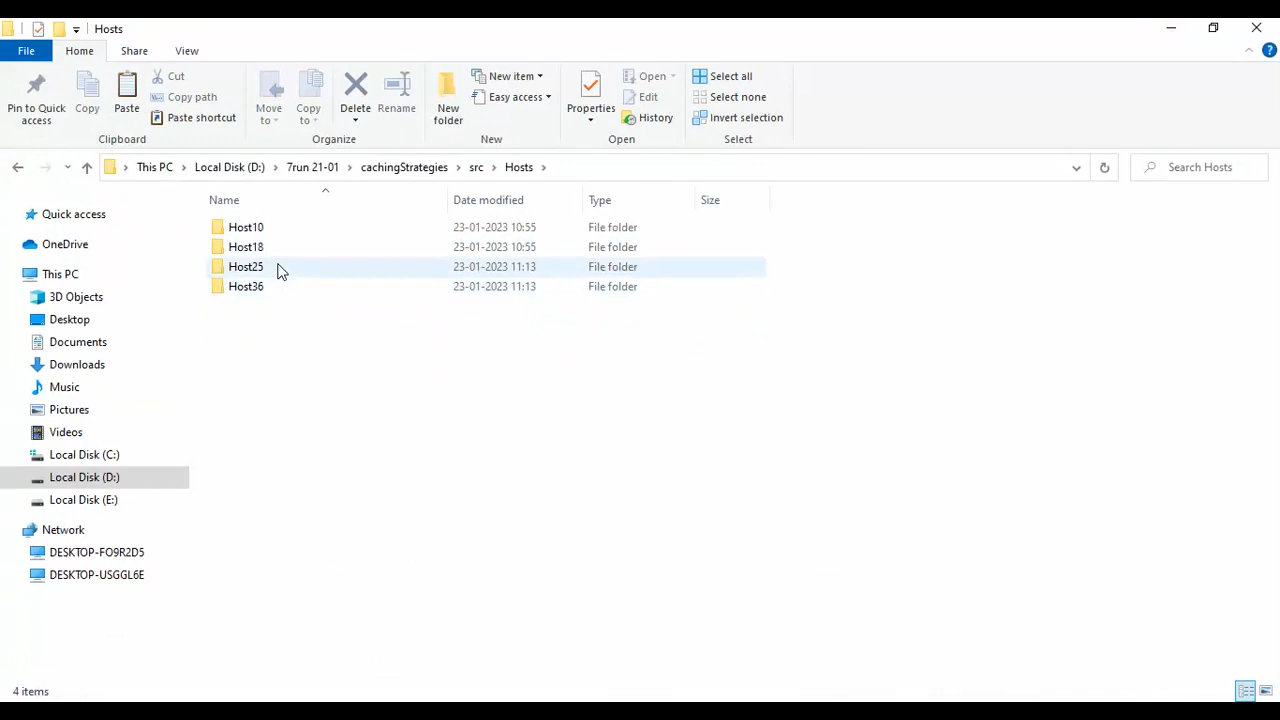 Hosts
File Home Share View
Pin to Quick access
Copy
Paste
Cut
Copy path
Paste shortcut
Clipboard
Move to
Copy to
Delete
Rename
Organize
New folder
New item
Easy access
New
Properties
Open
Edit
History
Open
Select all
Select none
Invert selection
Select
This PC > Local Disk (D:) > 7run 21-01 > cachingStrategies > src > Hosts >
Search Hosts
Name Date modified Type Size
Host10 23-01-2023 10:55 File folder
Host18 23-01-2023 10:55 File folder
Host25 23-01-2023 11:13 File folder
Host36 23-01-2023 11:13 File folder
Quick access
OneDrive
This PC
3D Objects
Desktop
Documents
Downloads
Music
Pictures
Videos
Local Disk (C:)
Local Disk (D:)
Local Disk (E:)
Network
DESKTOP-FO9R2D5
DESKTOP-USGGL6E
4 items